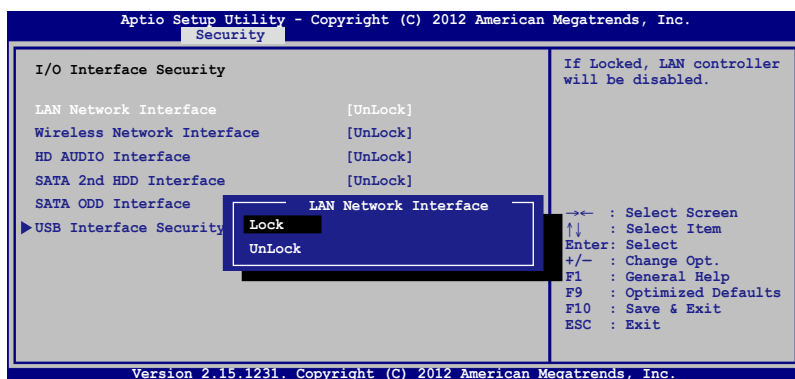 Aptio Setup Utility - Copyright (C) 2012 American Megatrends, Inc.
Security
I/O Interface Security
LAN Network Interface [UnLock]
Wireless Network Interface [UnLock]
HD AUDIO Interface [UnLock]
SATA 2nd HDD Interface [UnLock]
SATA ODD Interface
USB Interface Security
LAN Network Interface
Lock
UnLock
If Locked, LAN controller
will be disabled.
→← : Select Screen
↑↓ : Select Item
Enter: Select
+/— : Change Opt.
F1 : General Help
F9 : Optimized Defaults
F10 : Save & Exit
ESC : Exit
Version 2.15.1231. Copyright (C) 2012 American Megatrends, Inc.